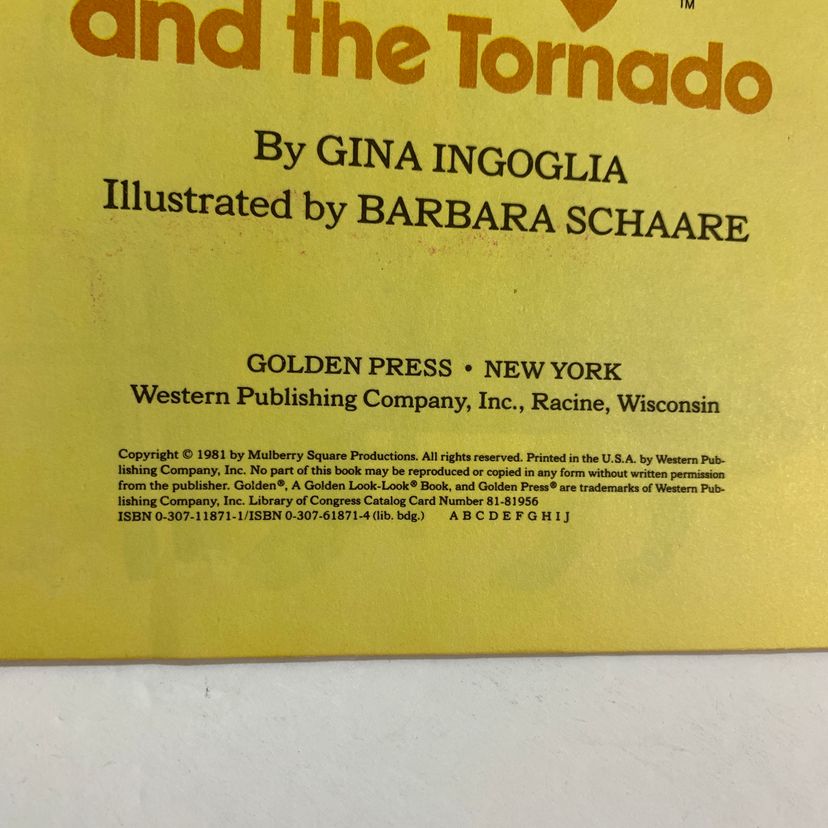 TM
and the Tornado
By GINA INGOGLIA
Illustrated by BARBARA SCHAARE
GOLDEN PRESS • NEW YORK
Western Publishing Company, Inc., Racine, Wisconsin
Copyright © 1981 by Mulberry Square Productions. All rights reserved. Printed in the U.S.A. by Western Pub-
lishing Company, Inc. No part of this book may be reproduced or copied in any form without written permission
from the publisher. Golden®, A Golden Look-Look® Book, and Golden Press® are trademarks of Western Pub-
lishing Company, Inc. Library of Congress Catalog Card Number 81-81956
ISBN 0-307-11871-1/ISBN 0-307-61871-4 (lib. bdg.) A B C D E F G H I J